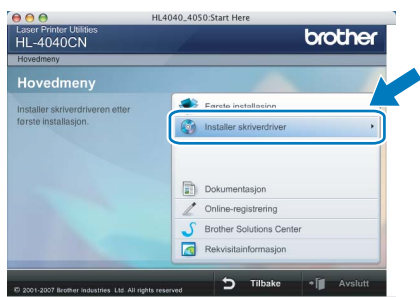 HL4040_4050:Start Here
Laser Printer Utilities
HL-4040CN
brother
Hovedmeny
Hovedmeny
Installer skriverdriveren etter
første installasjon.
Første installasjon
Installer skriverdriver
Dokumentasjon
Online-registrering
Brother Solutions Center
Rekvisitainformasjon
© 2001-2007 Brother Industries Ltd. All rights reserved
Tilbake
Avslutt